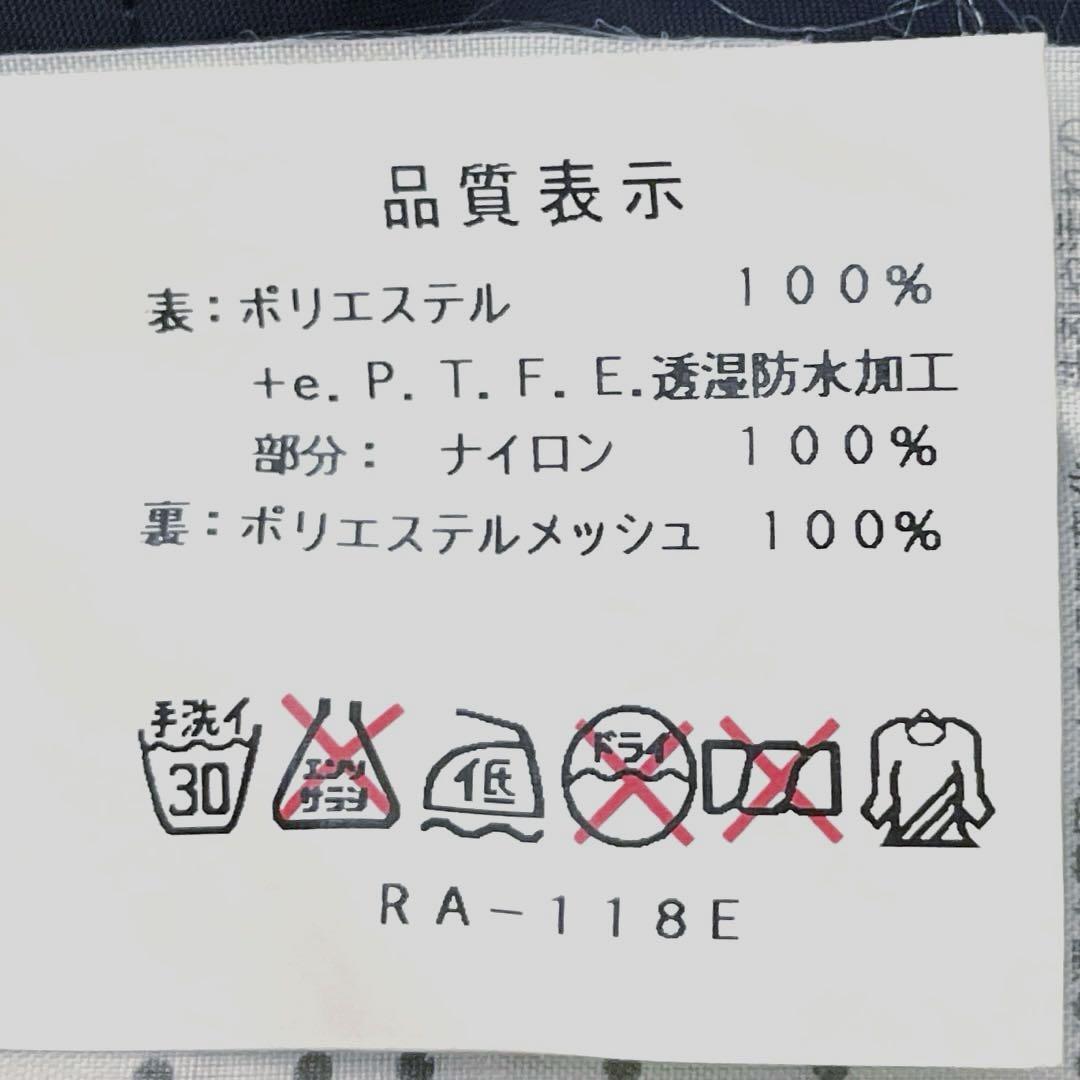 品質表示
表：ポリエステル 100%
+e.P.T.F.E.透湿防水加工
部分： ナイロン 100%
裏：ポリエステルメッシュ 100%
手洗イ 30
エンソ サラシ
低
ドライ
RA-118E